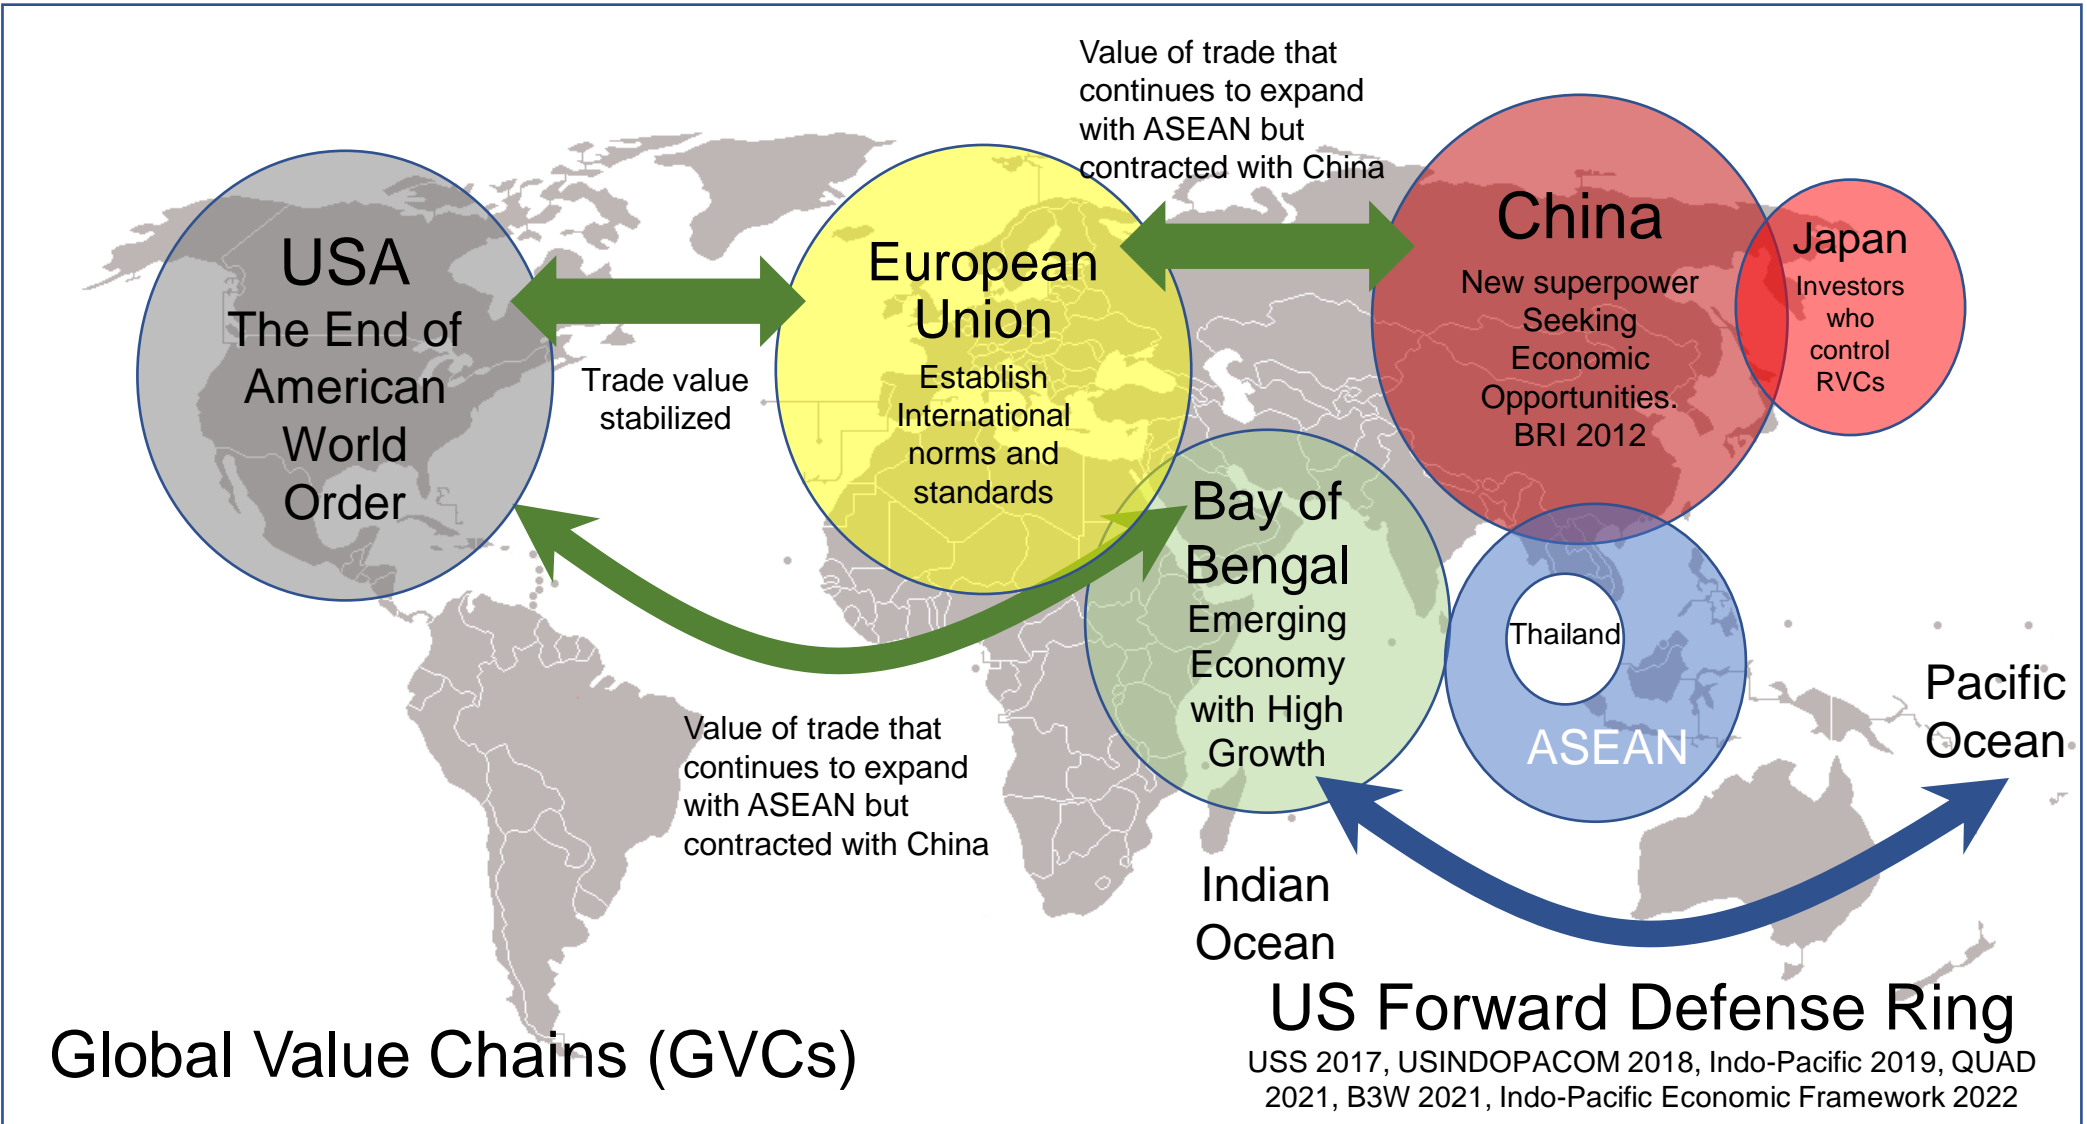 Value of trade that
continues to expand
with ASEAN but
contracted with China
USA
The End of
American
World
Order
Trade value
stabilized
European
Union
Establish
International
norms and
standards
China
New superpower
Seeking
Economic
Opportunities.
BRI 2012
Japan
Investors
who
control
RVCs
Bay of
Bengal
Emerging
Economy
with High
Growth
Thailand
ASEAN
Pacific
Ocean
Value of trade that
continues to expand
with ASEAN but
contracted with China
Indian
Ocean
Global Value Chains (GVCs)
US Forward Defense Ring
USS 2017, USINDOPACOM 2018, Indo-Pacific 2019, QUAD
2021, B3W 2021, Indo-Pacific Economic Framework 2022